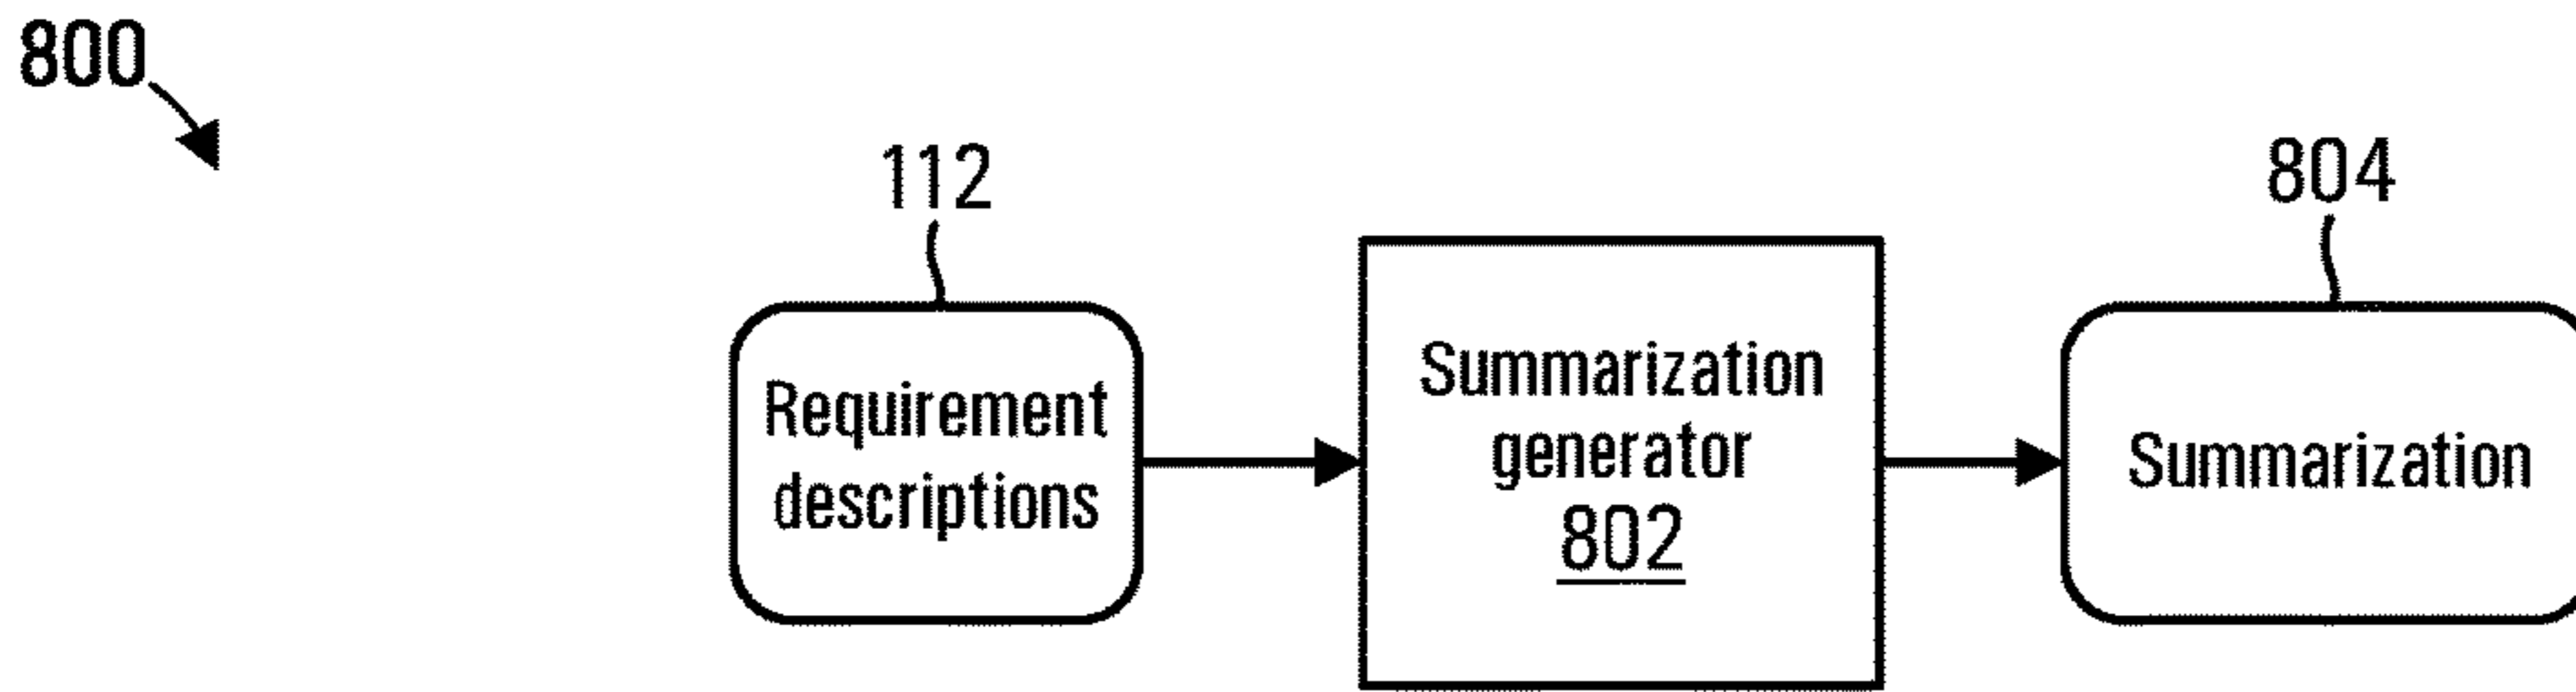 800
112
Requirement
descriptions
Summarization
generator
802
804
Summarization